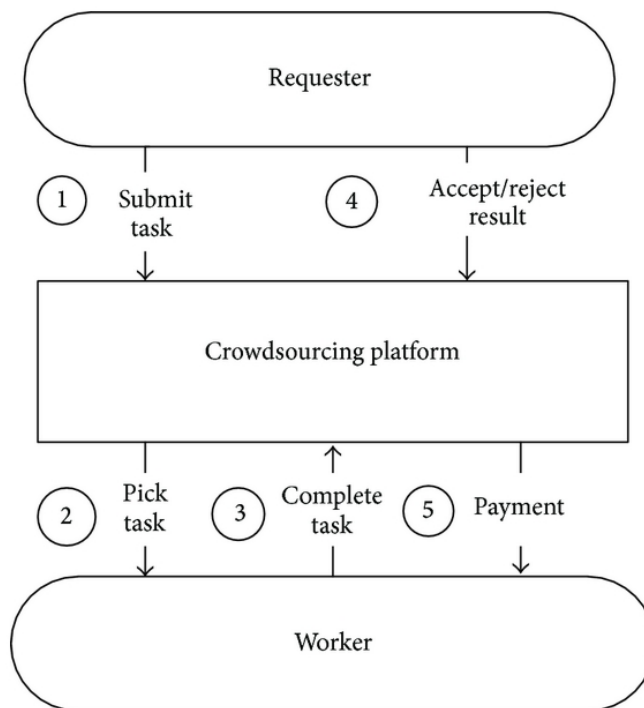 Requester
1
Submit
task
4
Accept/reject
result
Crowdsourcing platform
2
Pick
task
3
Complete
task
5
Payment
Worker